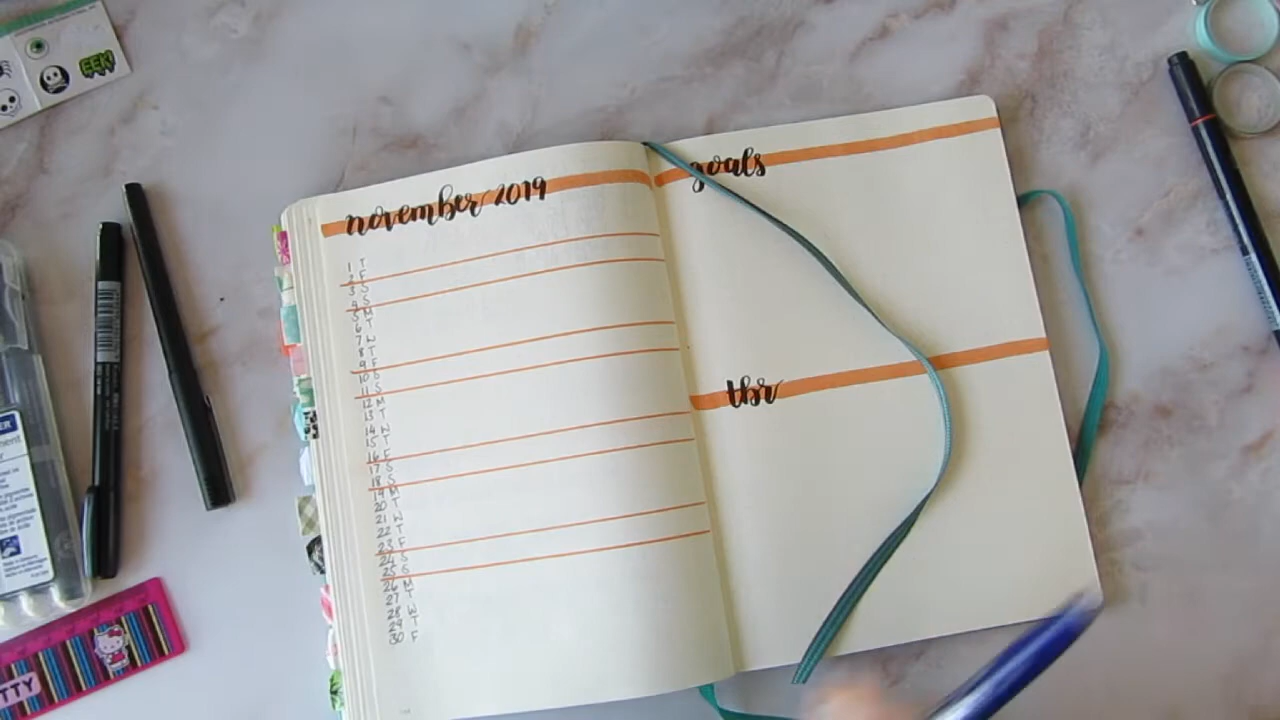 EEK!
november 2019
1 T
2 F
3 S
4 S
5 M
6 T
7 W
8 T
9 F
10 S
11 S
12 M
13 T
14 W
15 T
16 F
17 S
18 S
19 M
20 T
21 W
22 T
23 F
24 S
25 S
26 M
27 T
28 W
29 T
30 F
goals
tbr
TTY